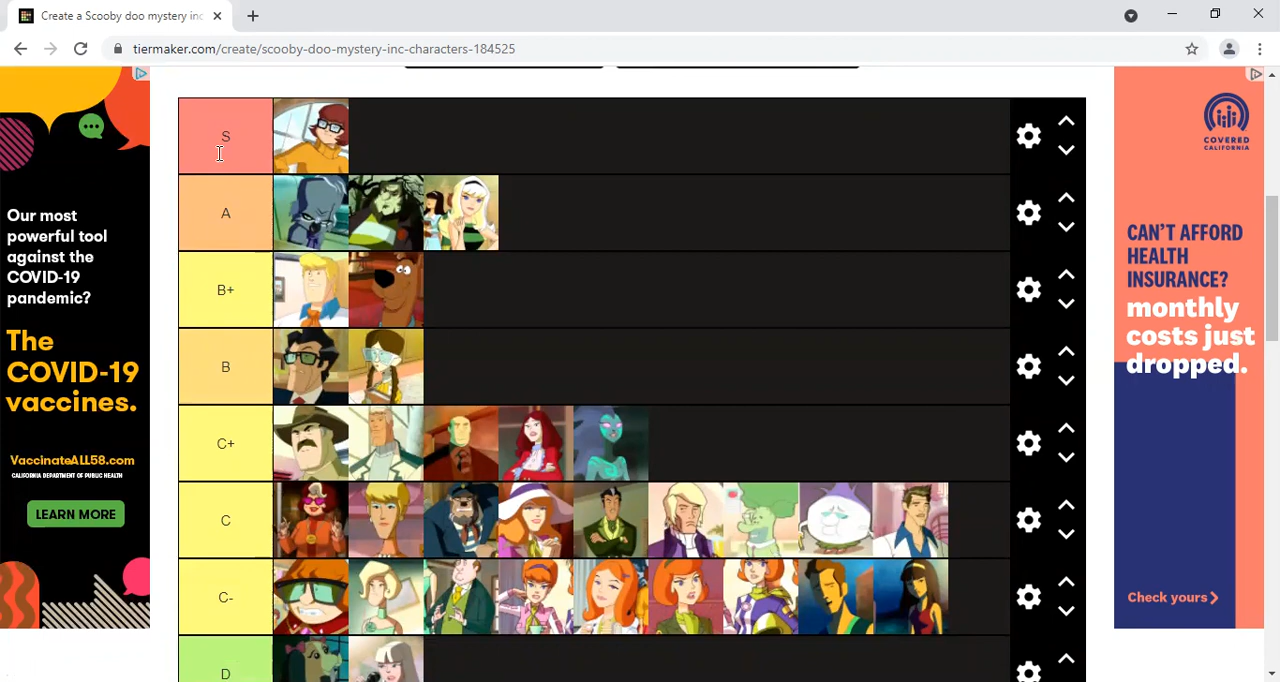 Create a Scooby doo mystery inc
tiermaker.com/create/scooby-doo-mystery-inc-characters-184525
Our most
powerful tool
against the
COVID-19
pandemic?
The
COVID-19
vaccines.
VaccinateALL58.com
CALIFORNIA DEPARTMENT OF PUBLIC HEALTH
LEARN MORE
S
A
B+
B
C+
C
C-
D
COVERED
CALIFORNIA
CAN'T AFFORD
HEALTH
INSURANCE?
monthly
costs just
dropped.
Check yours